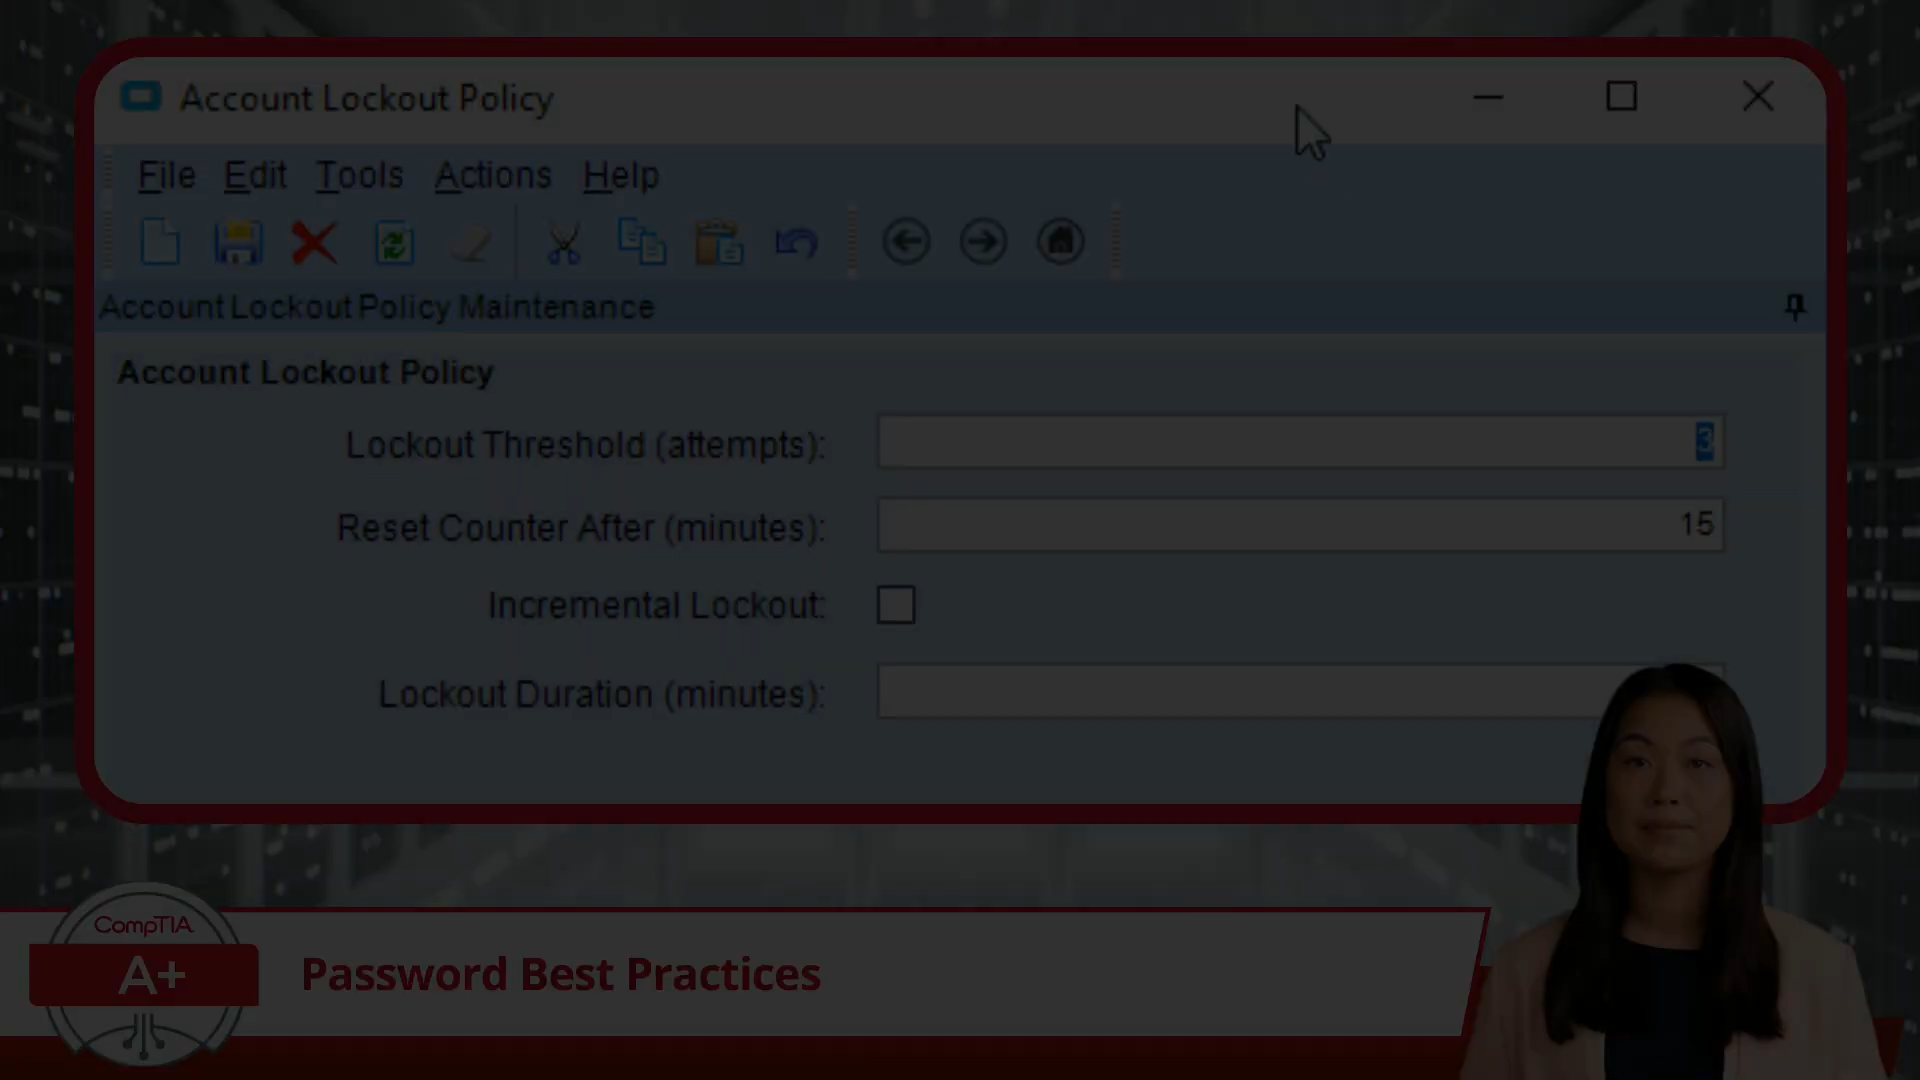 Account Lockout Policy
File Edit Tools Actions Help
Account Lockout Policy Maintenance
Account Lockout Policy
Lockout Threshold (attempts): 3
Reset Counter After (minutes): 15
Incremental Lockout:
Lockout Duration (minutes):
CompTIA
A+
Password Best Practices